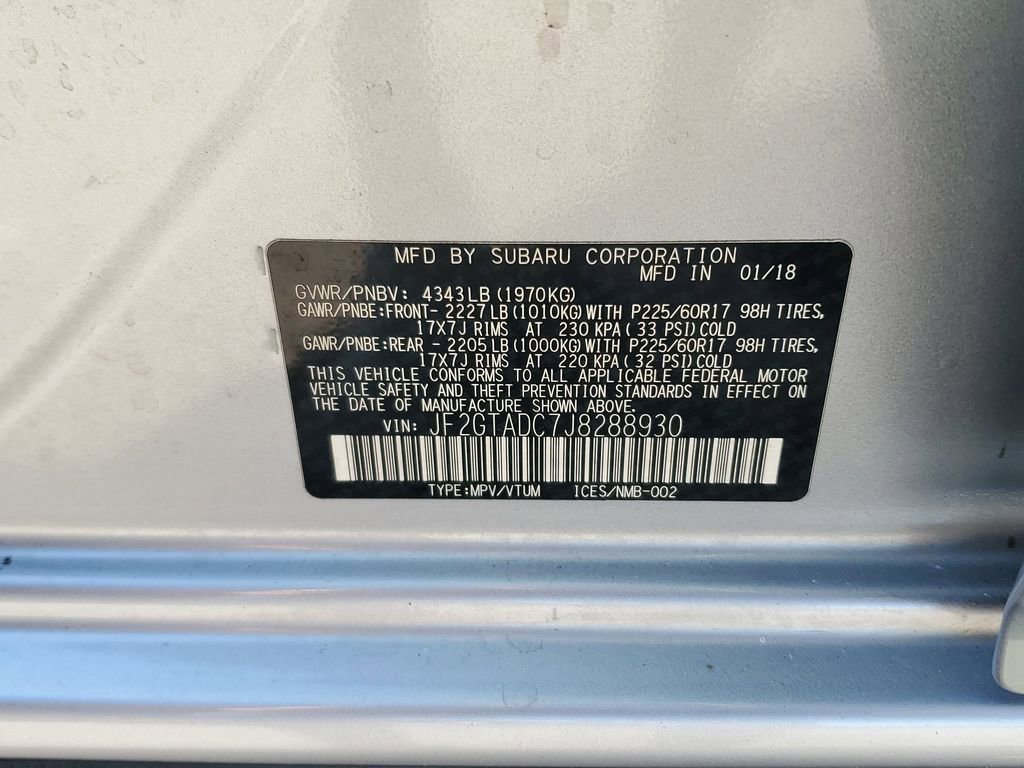 MFD BY SUBARU CORPORATION
MFD IN 01/18
GVWR/PNBV: 4343LB (1970KG)
GAWR/PNBE:FRONT- 2227LB (1010KG) WITH P225/60R17 98H TIRES,
17X7J RIMS AT 230 KPA( 33 PSI) COLD
GAWR/PNBE:REAR - 2205LB (1000KG) WITH P225/60R17 98H TIRES,
17X7J RIMS AT 220 KPA( 32 PSI) COLD
THIS VEHICLE CONFORMS TO ALL APPLICABLE FEDERAL MOTOR
VEHICLE SAFETY AND THEFT PREVENTION STANDARDS IN EFFECT ON
THE DATE OF MANUFACTURE SHOWN ABOVE.
VIN: JF2GTADC7J8288930
TYPE:MPV/VTUM ICES/NMB-002